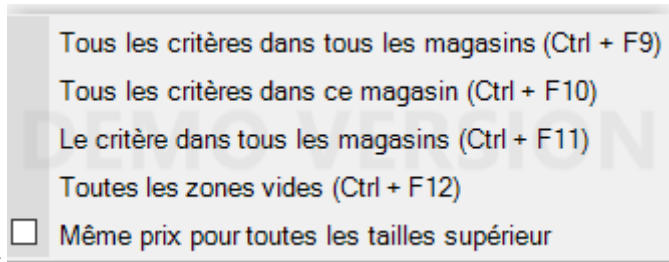 Tous les critères dans tous les magasins (Ctrl + F9)
Tous les critères dans ce magasin (Ctrl + F10)
Le critère dans tous les magasins (Ctrl + F11)
DEMO VERSION
Toutes les zones vides (Ctrl + F12)
Même prix pour toutes les tailles supérieur